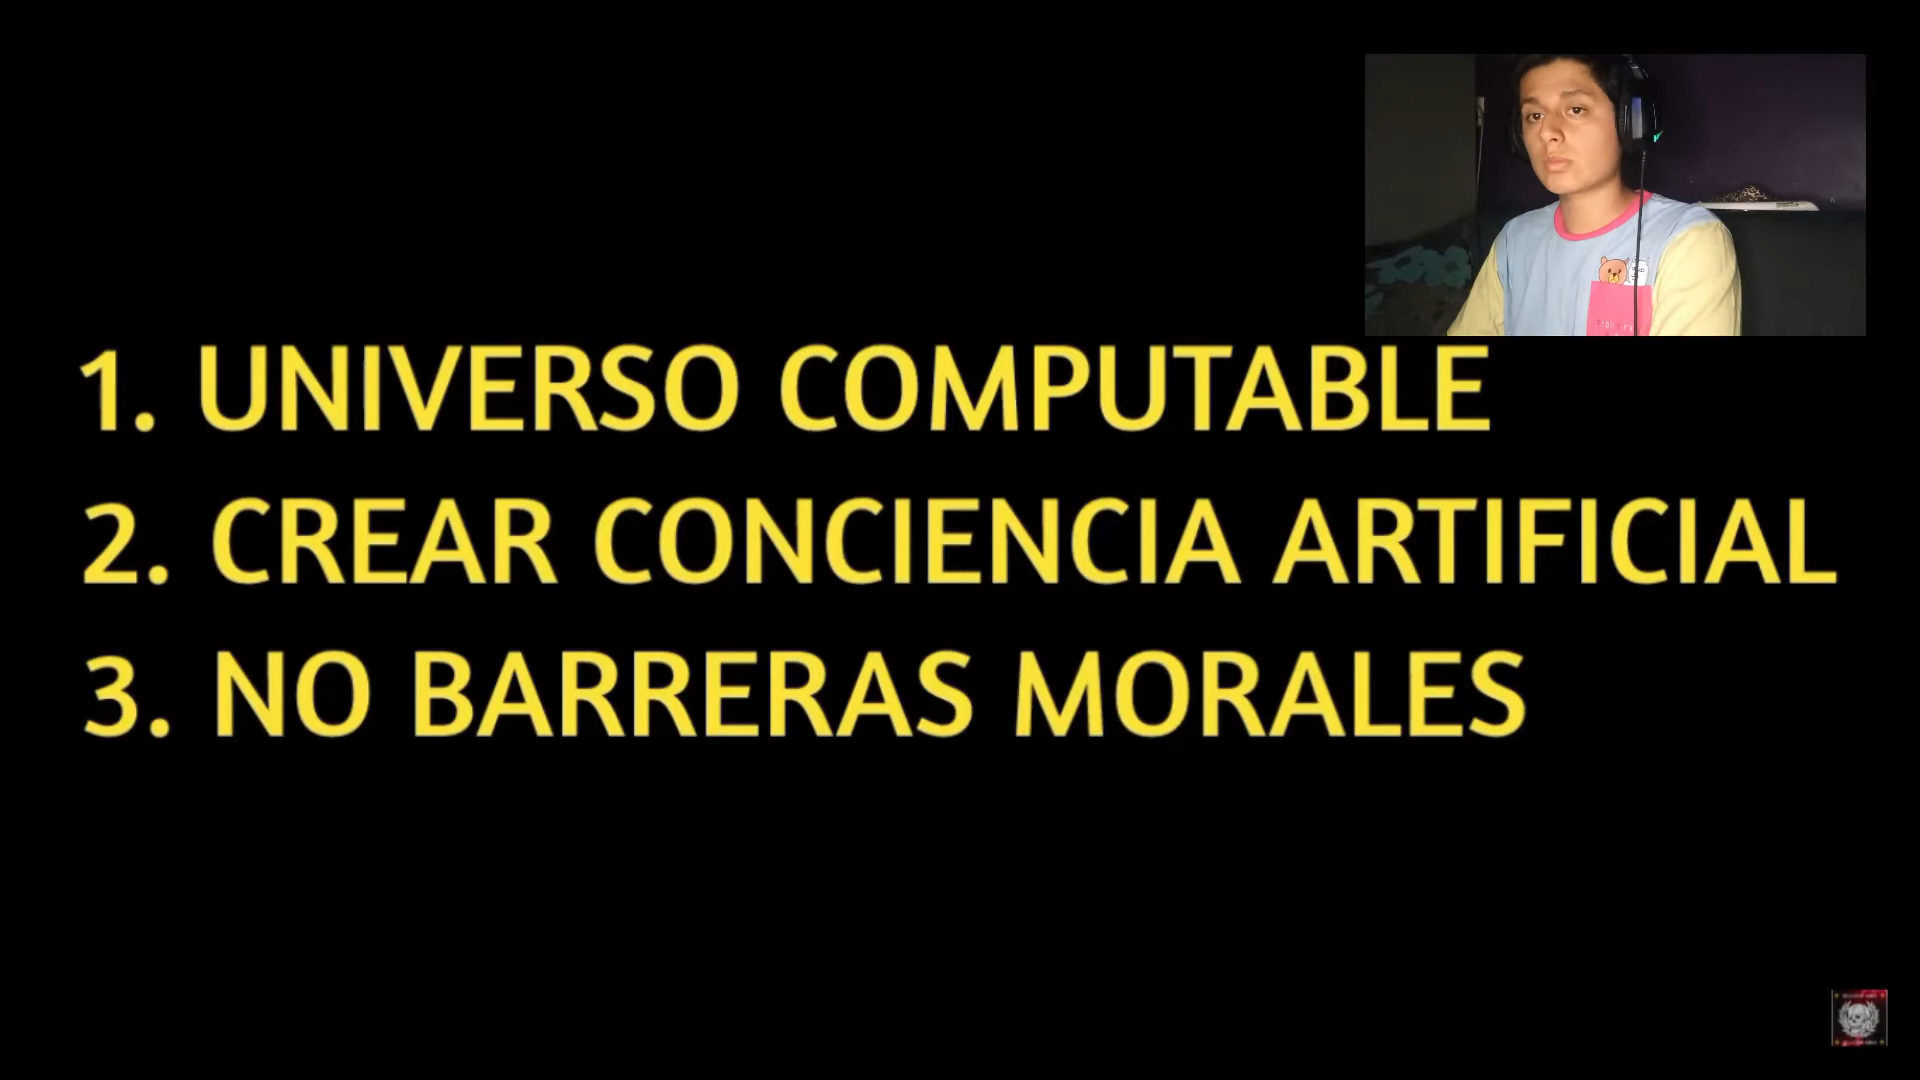 1. UNIVERSO COMPUTABLE
2. CREAR CONCIENCIA ARTIFICIAL
3. NO BARRERAS MORALES